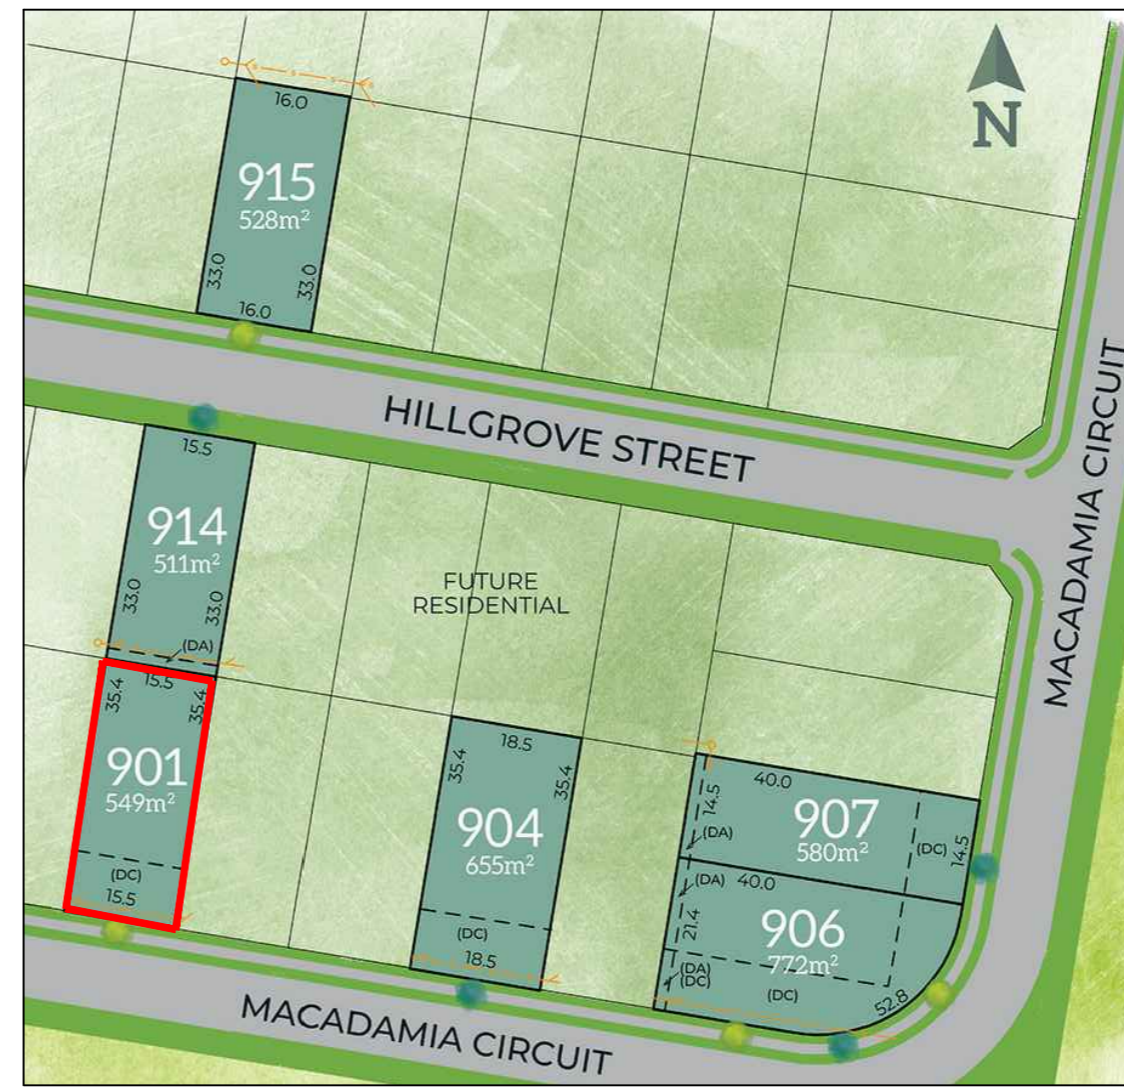 N
16.0
915
528m²
33.0
33.0
16.0
HILLGROVE STREET
MACADAMIA CIRCUIT
15.5
914
511m²
33.0
33.0
(DA)
FUTURE
RESIDENTIAL
15.5
35.4
35.4
901
549m²
(DC)
15.5
18.5
35.4
35.4
904
655m²
(DC)
18.5
40.0
14.5
907
580m²
(DA)
(DC)
14.5
(DA)
40.0
21.4
906
772m²
(DA)
(DC)
(DC)
52.8
MACADAMIA CIRCUIT